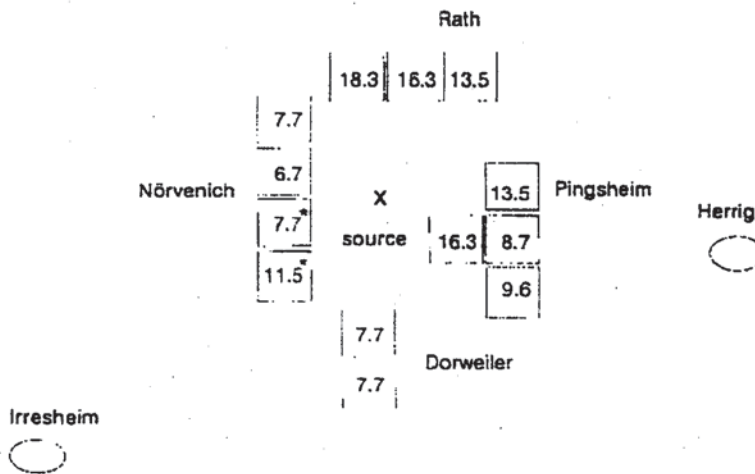 Rath
18.3 16.3 13.5
7.7
6.7
Nörvenich
13.5 Pingsheim
X
7.7*
source
16.3 8.7
Herrig
11.5*
9.6
7.7
Dorweiler
7.7
Irresheim